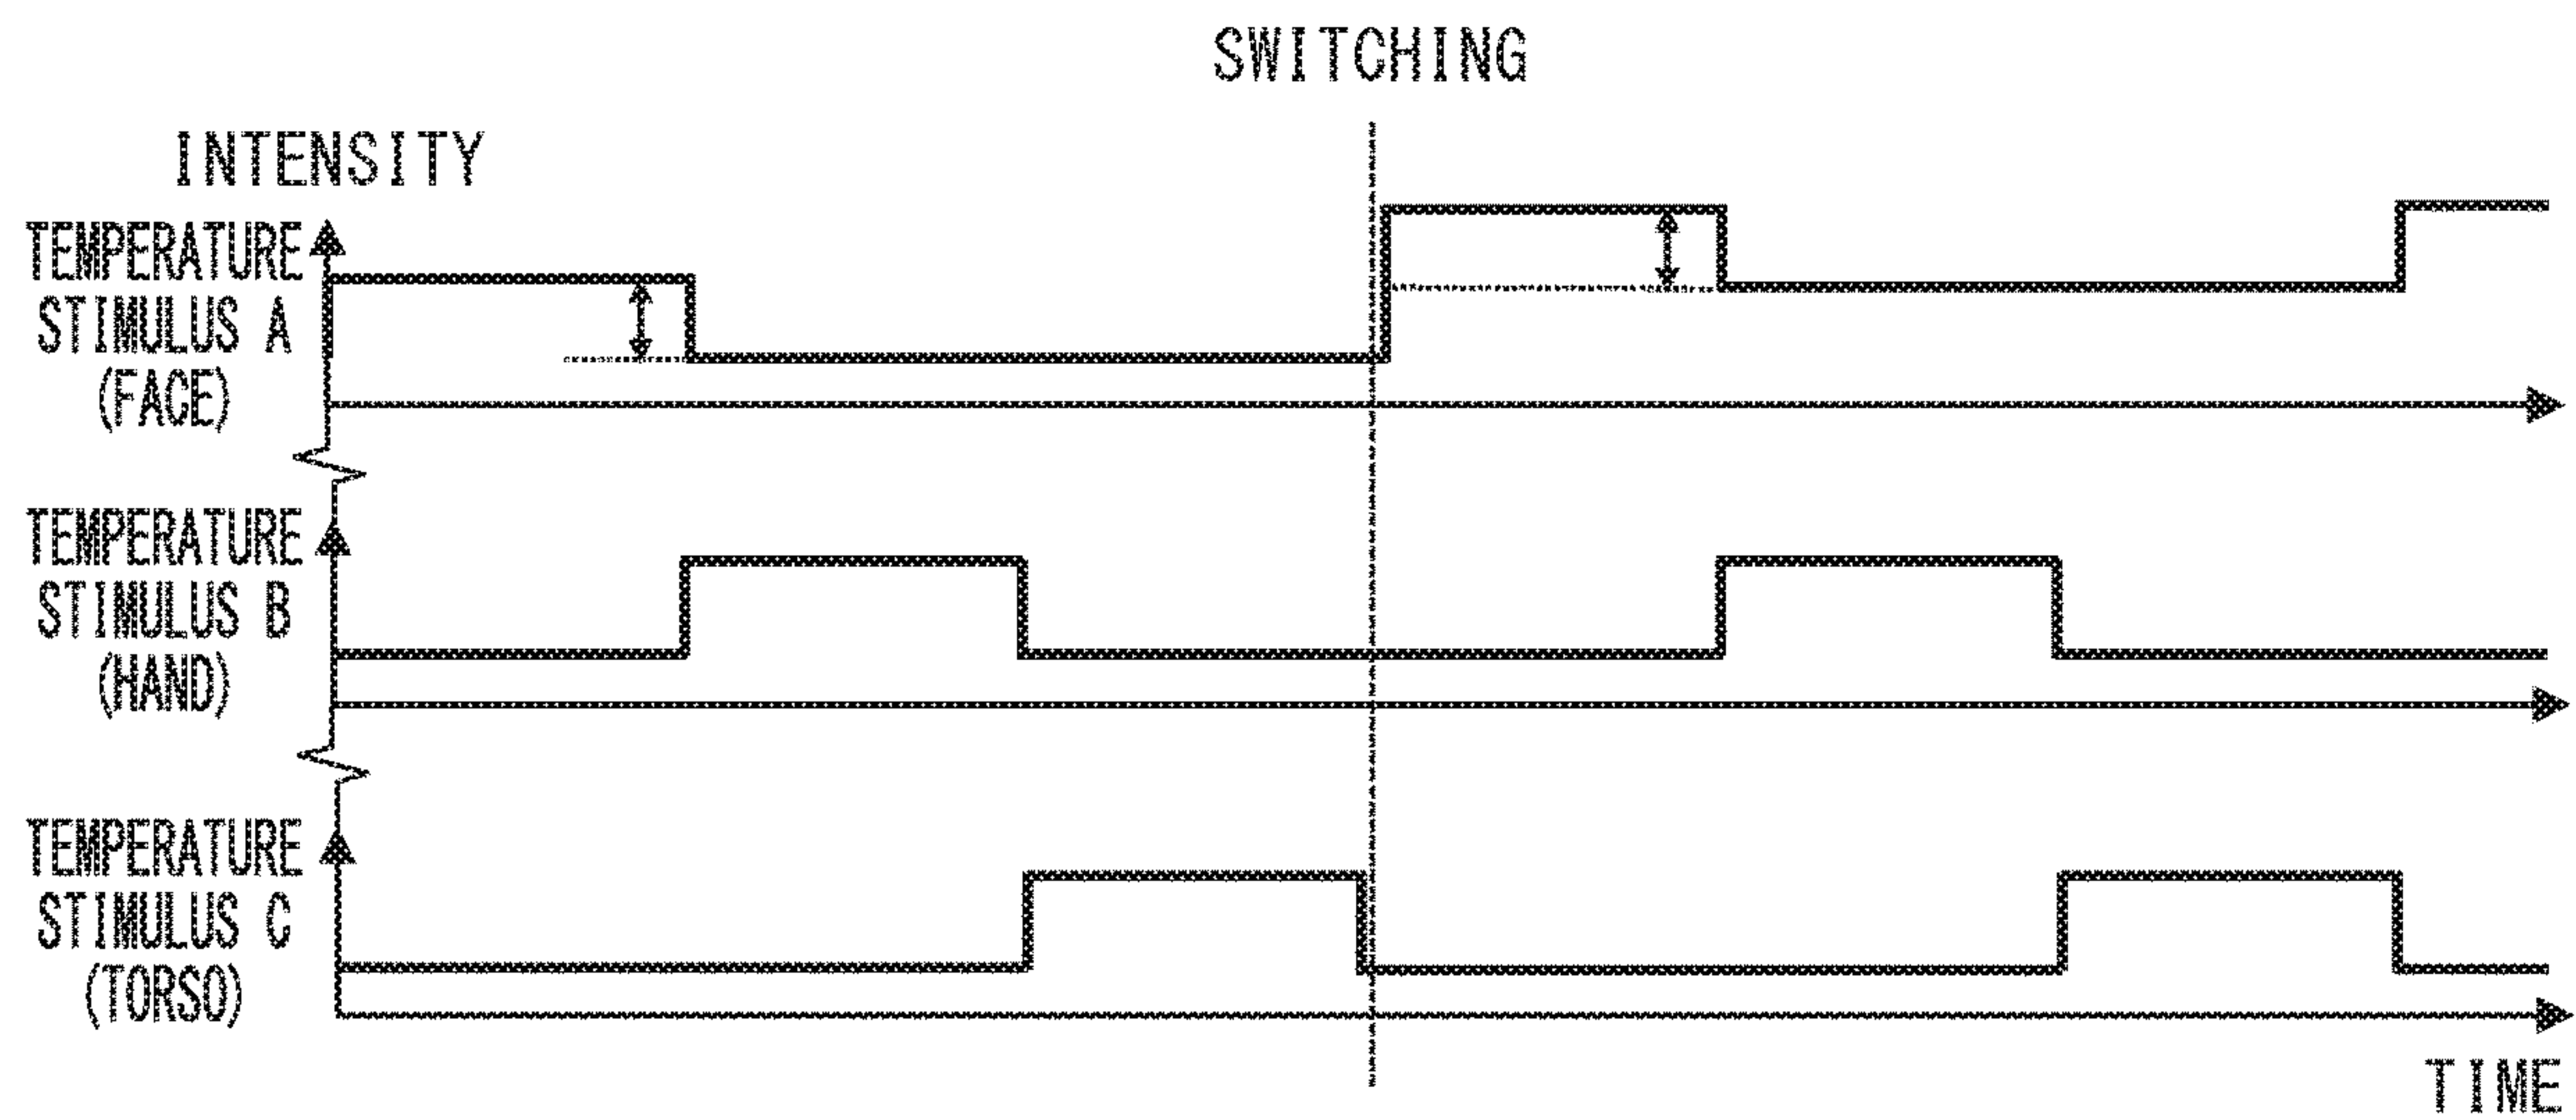 SWITCHING
INTENSITY
TEMPERATURE
STIMULUS A
(FACE)
TEMPERATURE
STIMULUS B
(HAND)
TEMPERATURE
STIMULUS C
(TORSO)
TIME